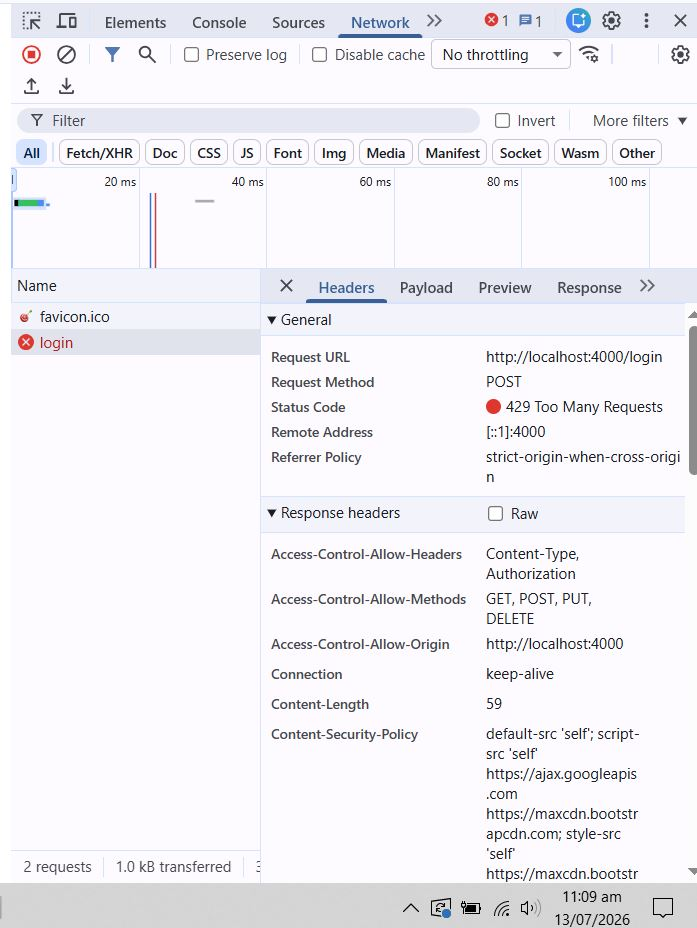 Elements Console Sources Network 1 1
Preserve log Disable cache No throttling
Filter Invert More filters
All Fetch/XHR Doc CSS JS Font Img Media Manifest Socket Wasm Other
20 ms 40 ms 60 ms 80 ms 100 ms
Name
favicon.ico
login
Headers Payload Preview Response
General
Request URL http://localhost:4000/login
Request Method POST
Status Code 429 Too Many Requests
Remote Address [::1]:4000
Referrer Policy strict-origin-when-cross-origi
n
Response headers Raw
Access-Control-Allow-Headers Content-Type,
Authorization
Access-Control-Allow-Methods GET, POST, PUT,
DELETE
Access-Control-Allow-Origin http://localhost:4000
Connection keep-alive
Content-Length 59
Content-Security-Policy default-src 'self'; script-
src 'self'
https://ajax.googleapis
.com
https://maxcdn.bootstr
apcdn.com; style-src
'self'
https://maxcdn.bootstr
2 requests 1.0 kB transferred
11:09 am
13/07/2026